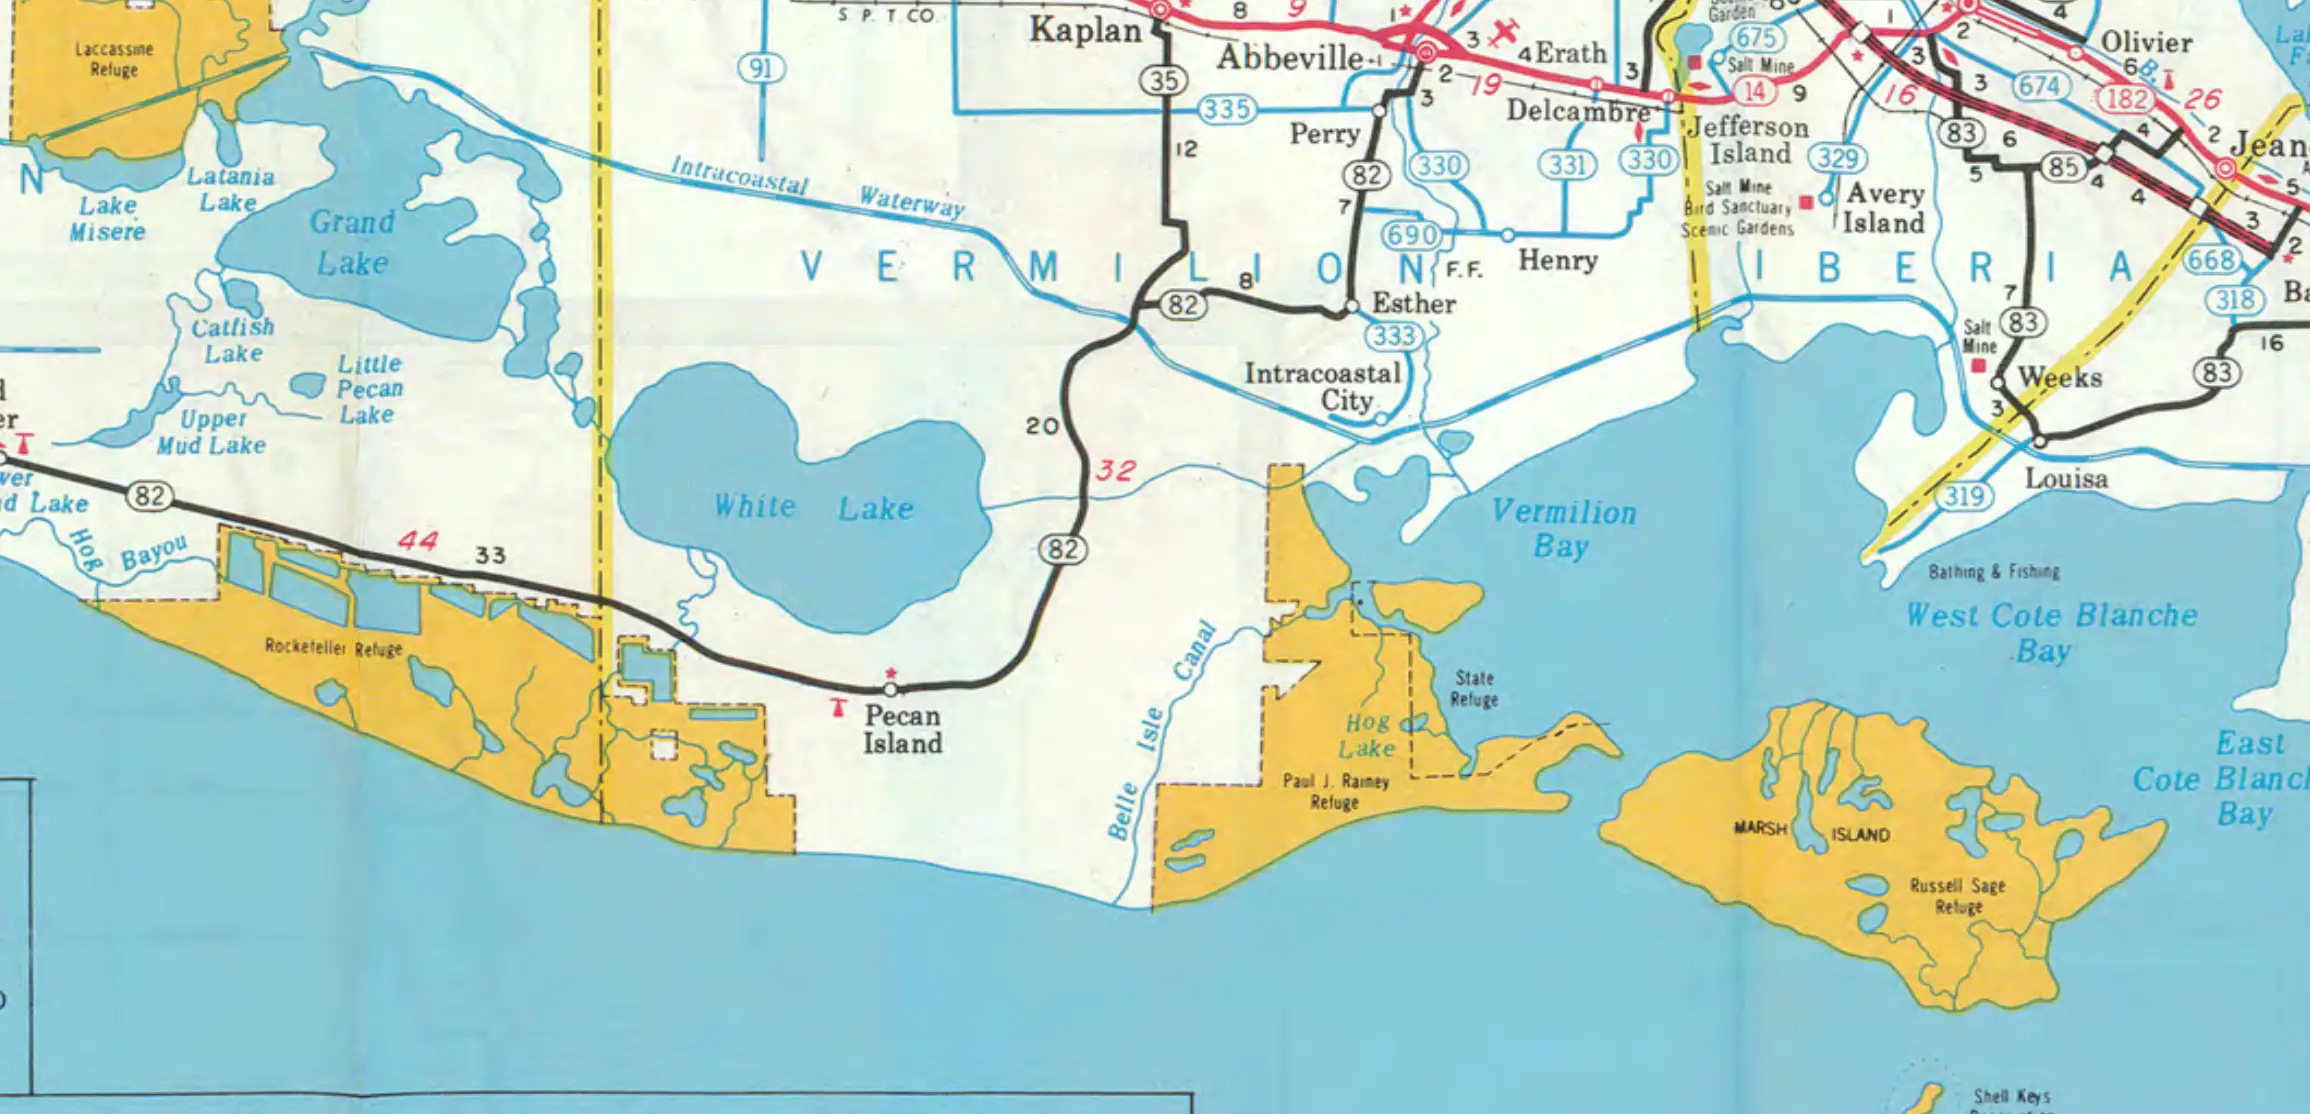 S. P. T. CO.
Kaplan
8
9
1
Abbeville
3
1
2
4
Erath
19
3
Delcambre
Garden
8
675
Salt Mine
14
9
16
1
2
3
4
Olivier
6
B.
674
182
26
2
Jean
5
Laccassine
Refuge
91
35
335
3
Perry
12
82
330
331
330
Jefferson
Island
329
83
6
4
3
5
85
4
4
3
2
Salt Mine
Bird Sanctuary
Scenic Gardens
Avery
Island
N
Latania
Lake
Lake
Misere
Grand
Lake
Intracoastal Waterway
7
690
Henry
F.F.
VERMILION
IBERIA
668
318
82
8
Esther
333
7
83
Salt
Mine
16
83
Catfish
Lake
Little
Pecan
Lake
Upper
Mud Lake
Intracoastal
City
Weeks
3
Louisa
319
20
32
82
82
44
33
White Lake
Vermilion
Bay
d Lake
Hog Bayou
Bathing & Fishing
West Cote Blanche
Bay
Rockefeller Refuge
Pecan
Island
Belle Isle Canal
State
Refuge
Hog
Lake
Paul J. Rainey
Refuge
East
Cote Blanch
Bay
MARSH ISLAND
Russell Sage
Refuge
Shell Keys